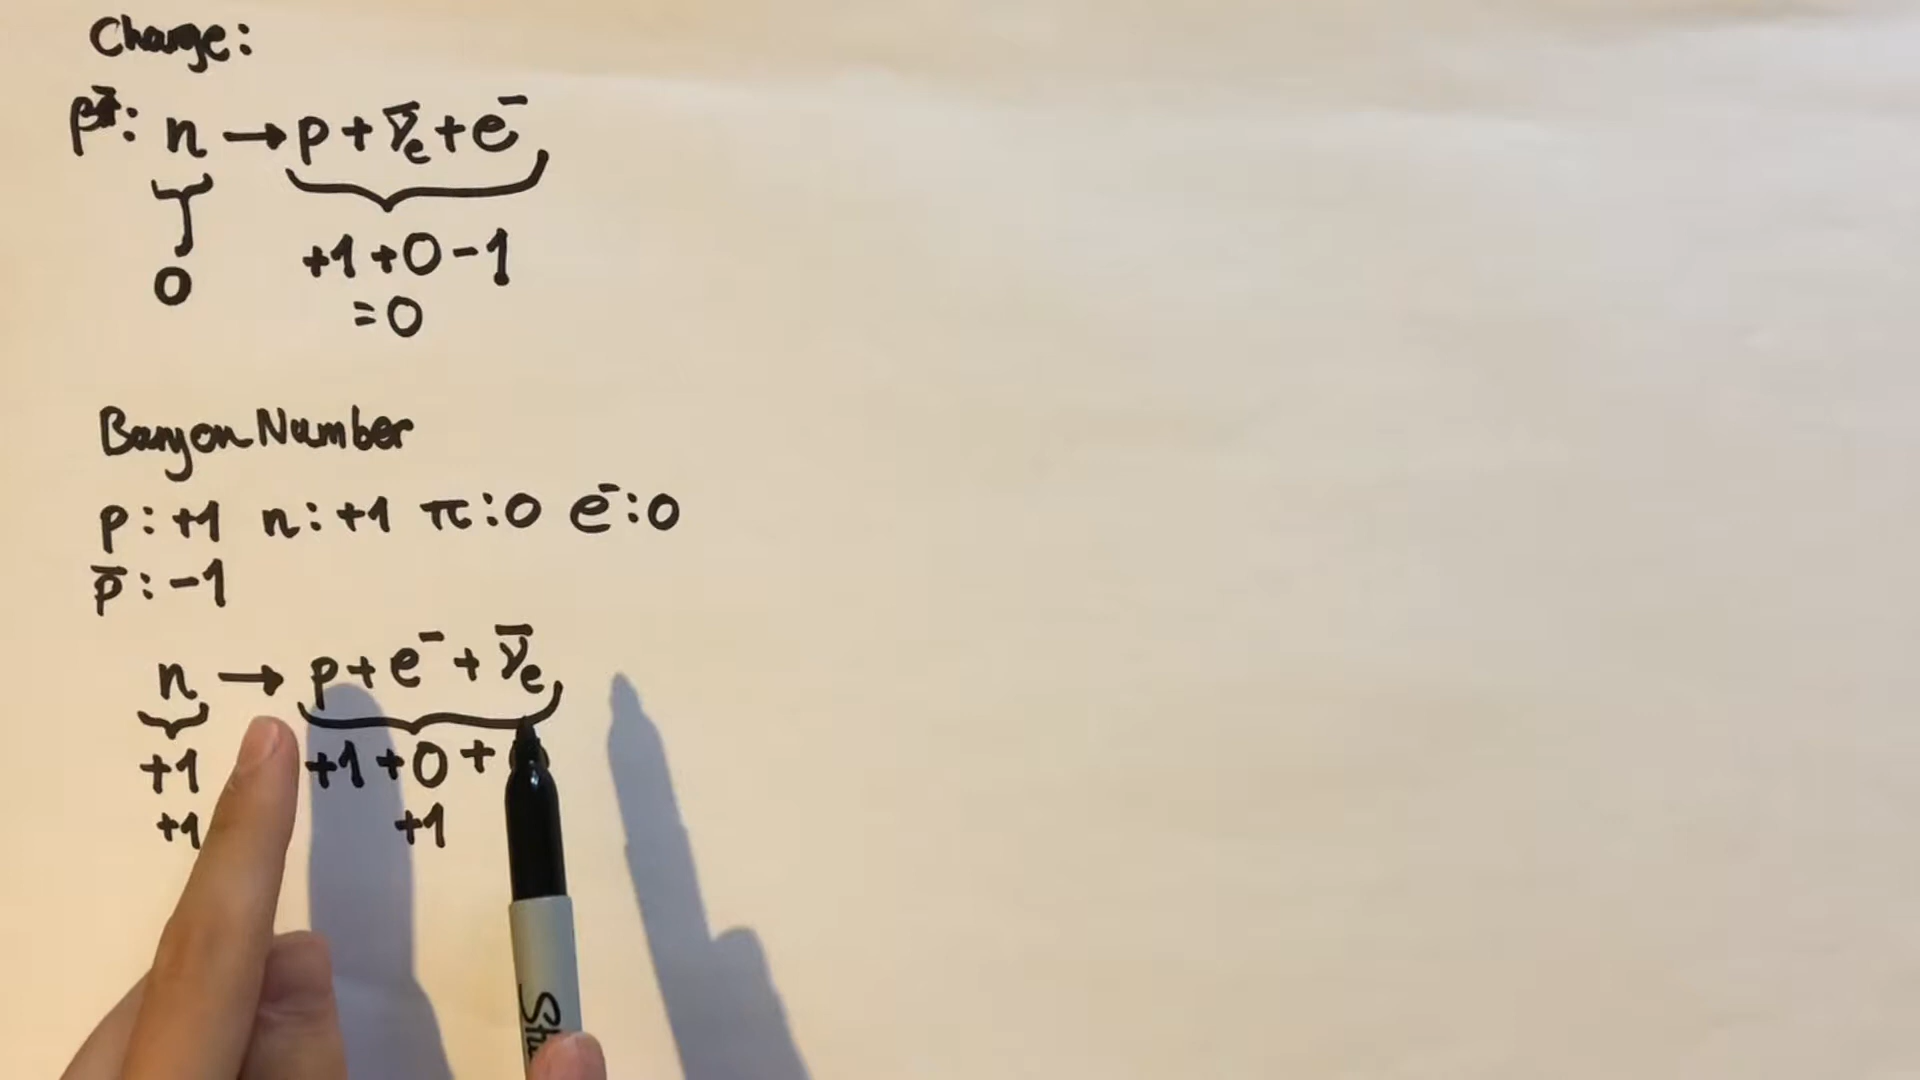 Charge:
β⁻: n → p + ν̅ₑ + e⁻
0 +1 +0 -1
= 0
Baryon Number
p: +1 n: +1 π: 0 e⁻: 0
p̅: -1
n → p + e⁻ + ν̅ₑ
+1 +1 + 0 +
+1 +1